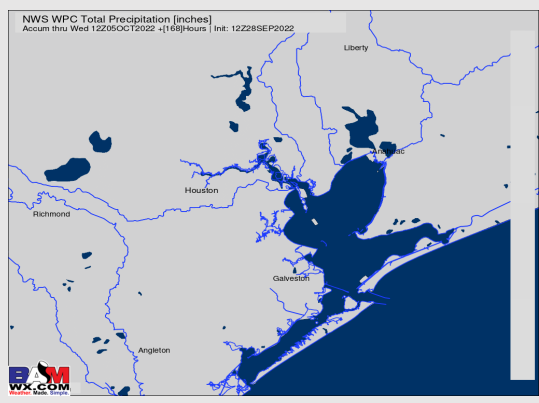 NWS WPC Total Precipitation [inches]
Accum thru Wed 12Z05OCT2022 +[168]Hours | Init: 12Z28SEP2022
Liberty
Anahuac
Houston
Richmond
Galveston
Angleton
BAM
WX.COM
Weather. Made. Simple.